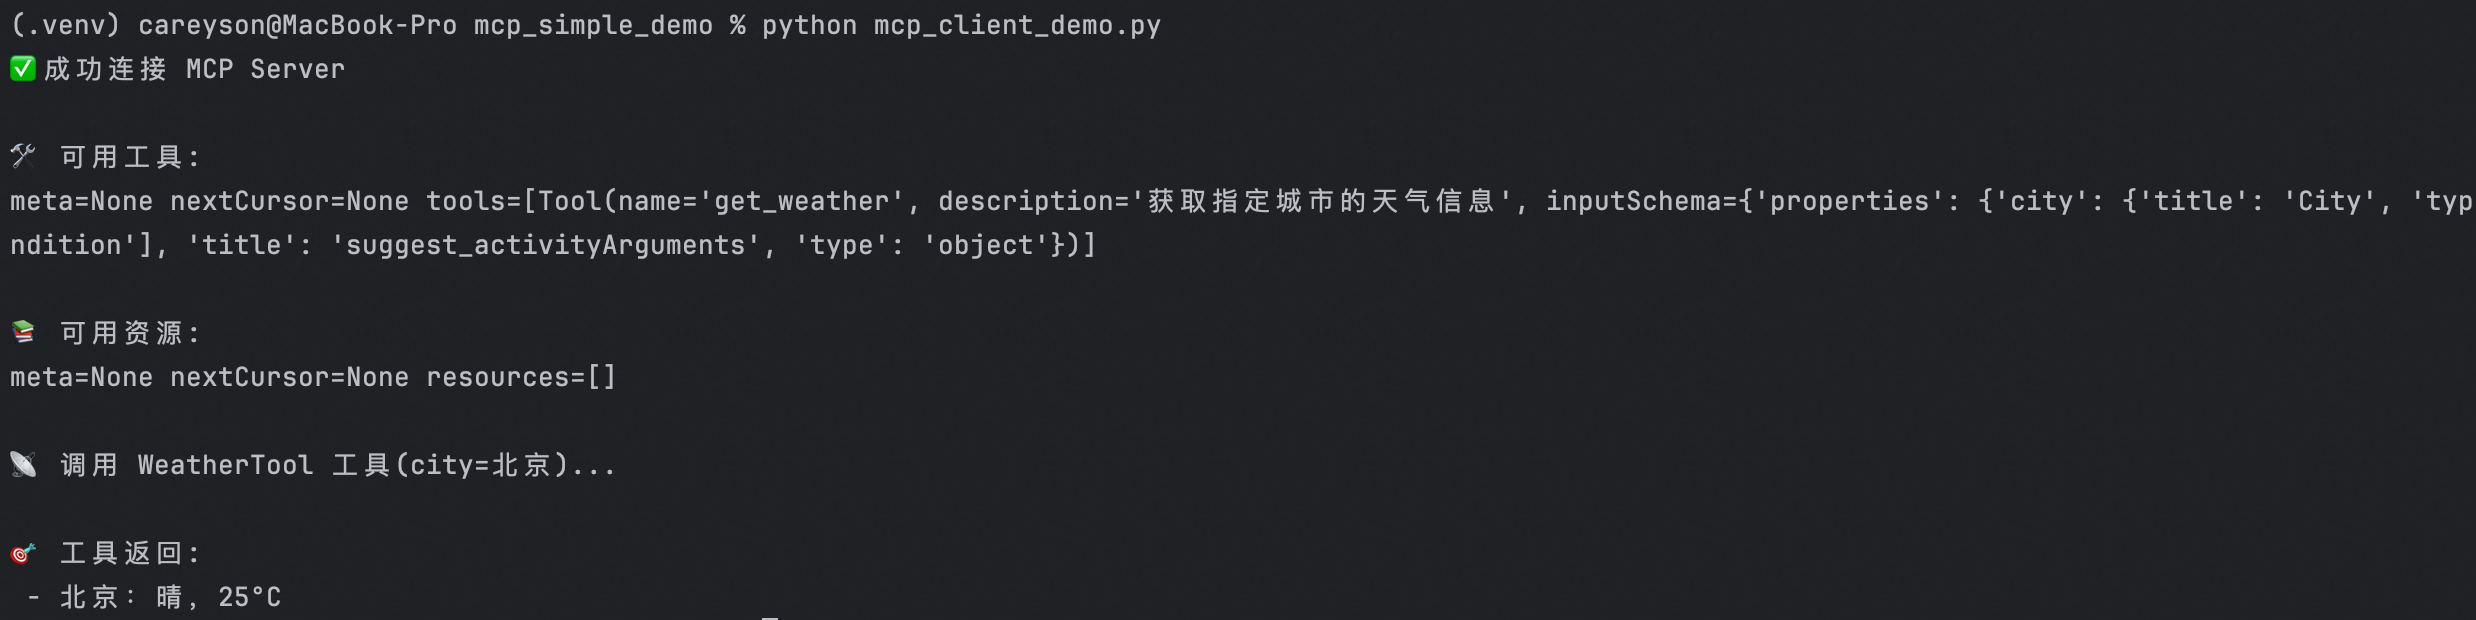 (.venv) careyson@MacBook-Pro mcp_simple_demo % python mcp_client_demo.py
✅成功连接 MCP Server
🛠 可用工具:
meta=None nextCursor=None tools=[Tool(name='get_weather', description='获取指定城市的天气信息', inputSchema={'properties': {'city': {'title': 'City', 'typ
ndition'], 'title': 'suggest_activityArguments', 'type': 'object'})]
📚 可用资源:
meta=None nextCursor=None resources=[]
📡 调用 WeatherTool 工具(city=北京)...
🎯 工具返回:
- 北京: 晴, 25°C